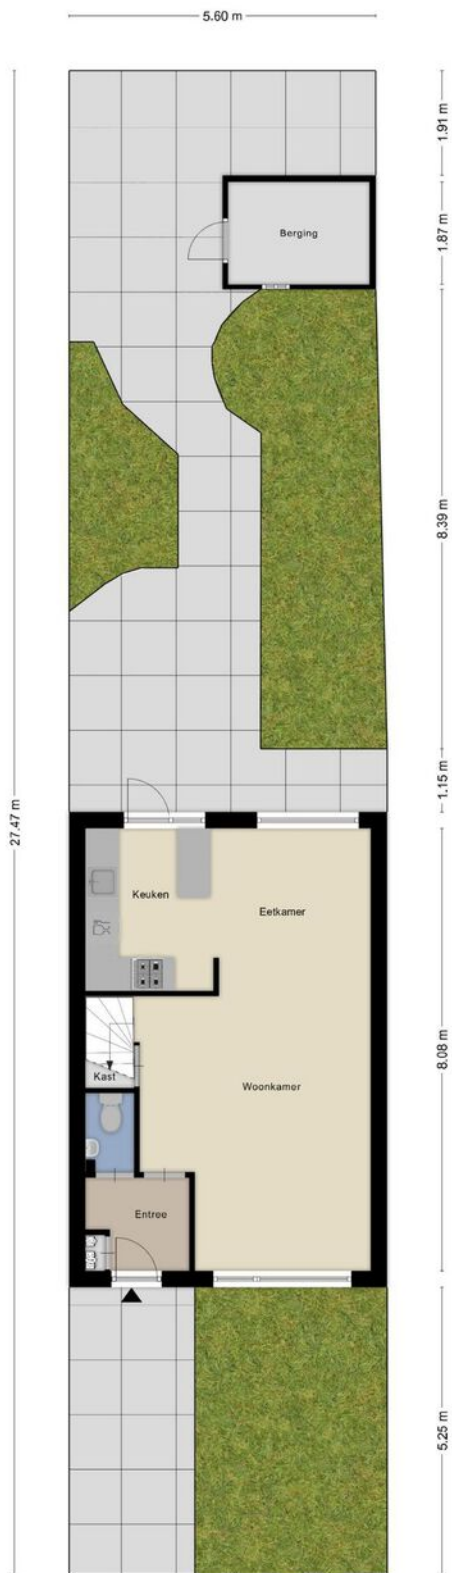 5.60 m
1.91 m
Berging
1.87 m
8.39 m
1.15 m
27.47 m
Keuken
Eetkamer
8.08 m
Kast
Woonkamer
Entree
5.25 m